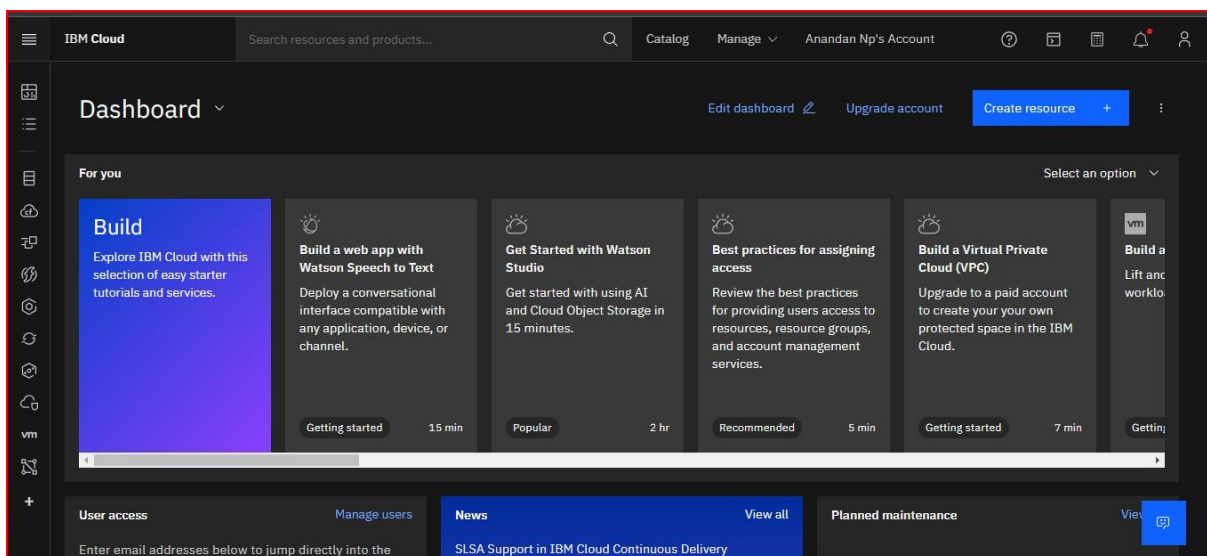 IBM Cloud
Search resources and products...
Catalog
Manage
Anandan Np's Account
Dashboard
Edit dashboard
Upgrade account
Create resource +
For you
Select an option
Build
Explore IBM Cloud with this
selection of easy starter
tutorials and services.
Build a web app with
Watson Speech to Text
Deploy a conversational
interface compatible with
any application, device, or
channel.
Getting started
15 min
Get Started with Watson
Studio
Get started with using AI
and Cloud Object Storage in
15 minutes.
Popular
2 hr
Best practices for assigning
access
Review the best practices
for providing users access to
resources, resource groups,
and account management
services.
Recommended
5 min
Build a Virtual Private
Cloud (VPC)
Upgrade to a paid account
to create your your own
protected space in the IBM
Cloud.
Getting started
7 min
vm
Build a
Lift and
vm
User access
Manage users
Enter email addresses below to jump directly into the
News
View all
SLSA Support in IBM Cloud Continuous Delivery
Planned maintenance